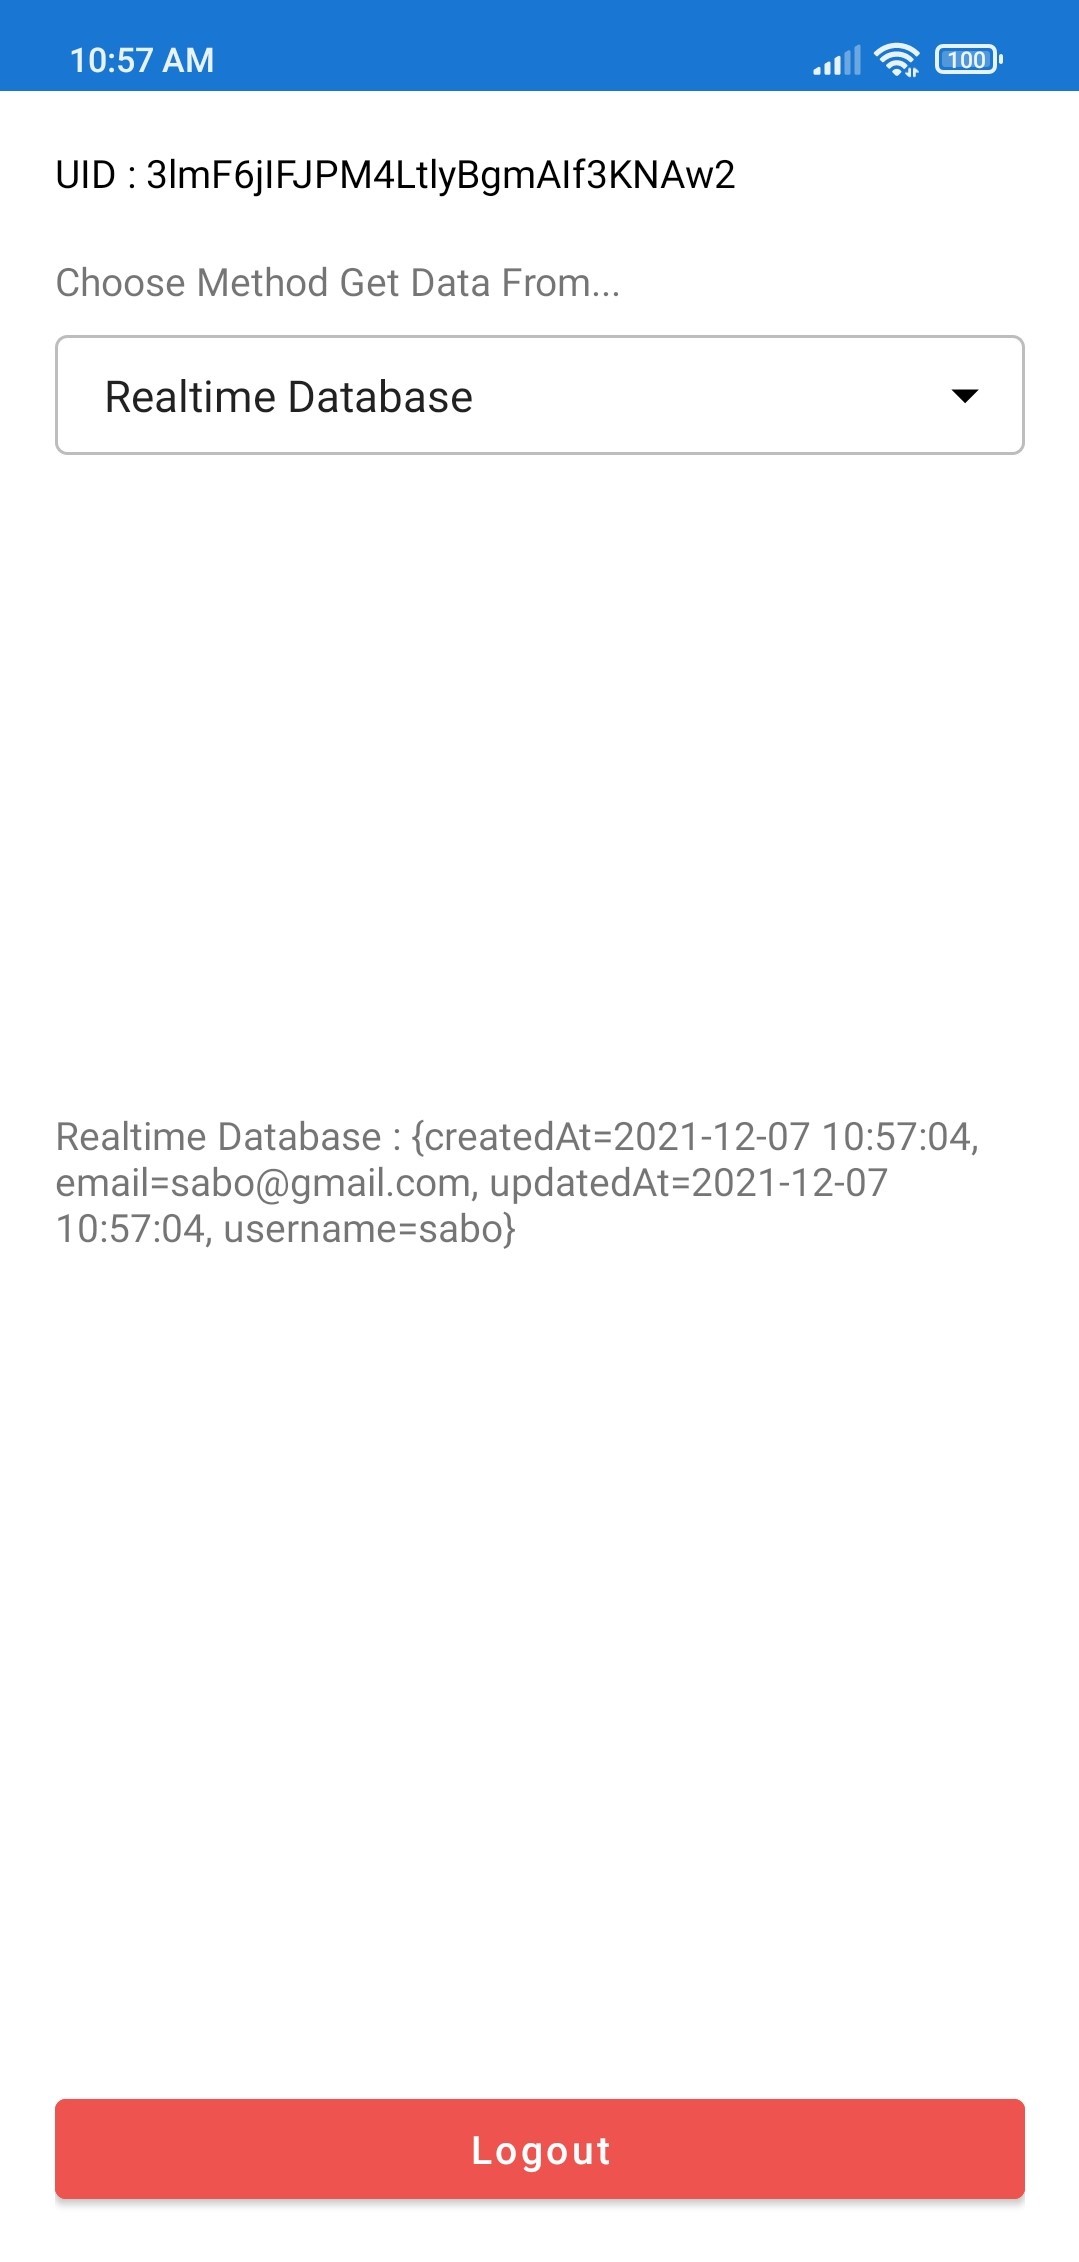 10:57 AM
100
UID : 3lmF6jIFJPM4LtlyBgmAIf3KNAw2
Choose Method Get Data From...
Realtime Database
Realtime Database : {createdAt=2021-12-07 10:57:04,
email=sabo@gmail.com, updatedAt=2021-12-07
10:57:04, username=sabo}
Logout